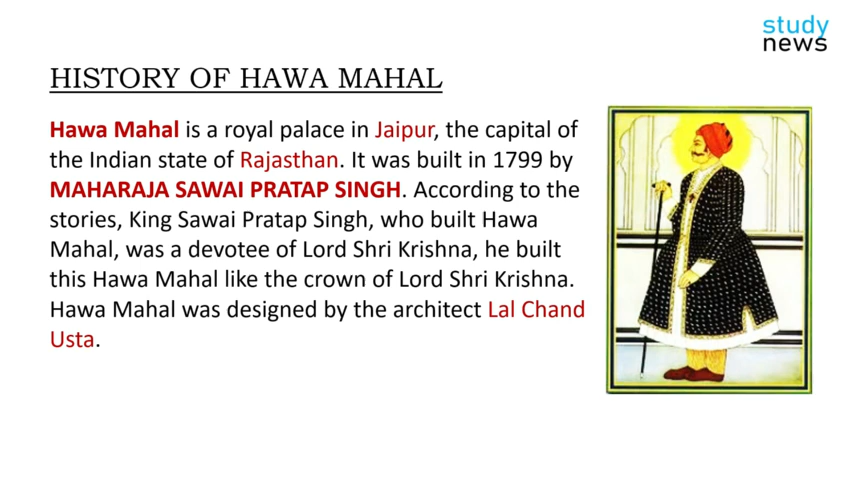 study
news
HISTORY OF HAWA MAHAL
Hawa Mahal is a royal palace in Jaipur, the capital of
the Indian state of Rajasthan. It was built in 1799 by
MAHARAJA SAWAI PRATAP SINGH. According to the
stories, King Sawai Pratap Singh, who built Hawa
Mahal, was a devotee of Lord Shri Krishna, he built
this Hawa Mahal like the crown of Lord Shri Krishna.
Hawa Mahal was designed by the architect Lal Chand
Usta.